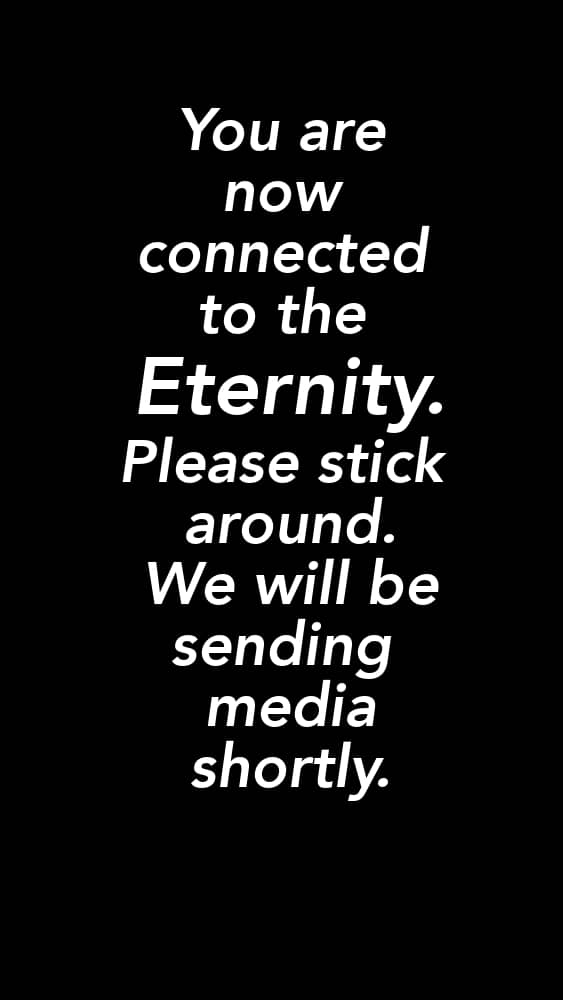 You are
now
connected
to the
Eternity.
Please stick
around.
We will be
sending
media
shortly.